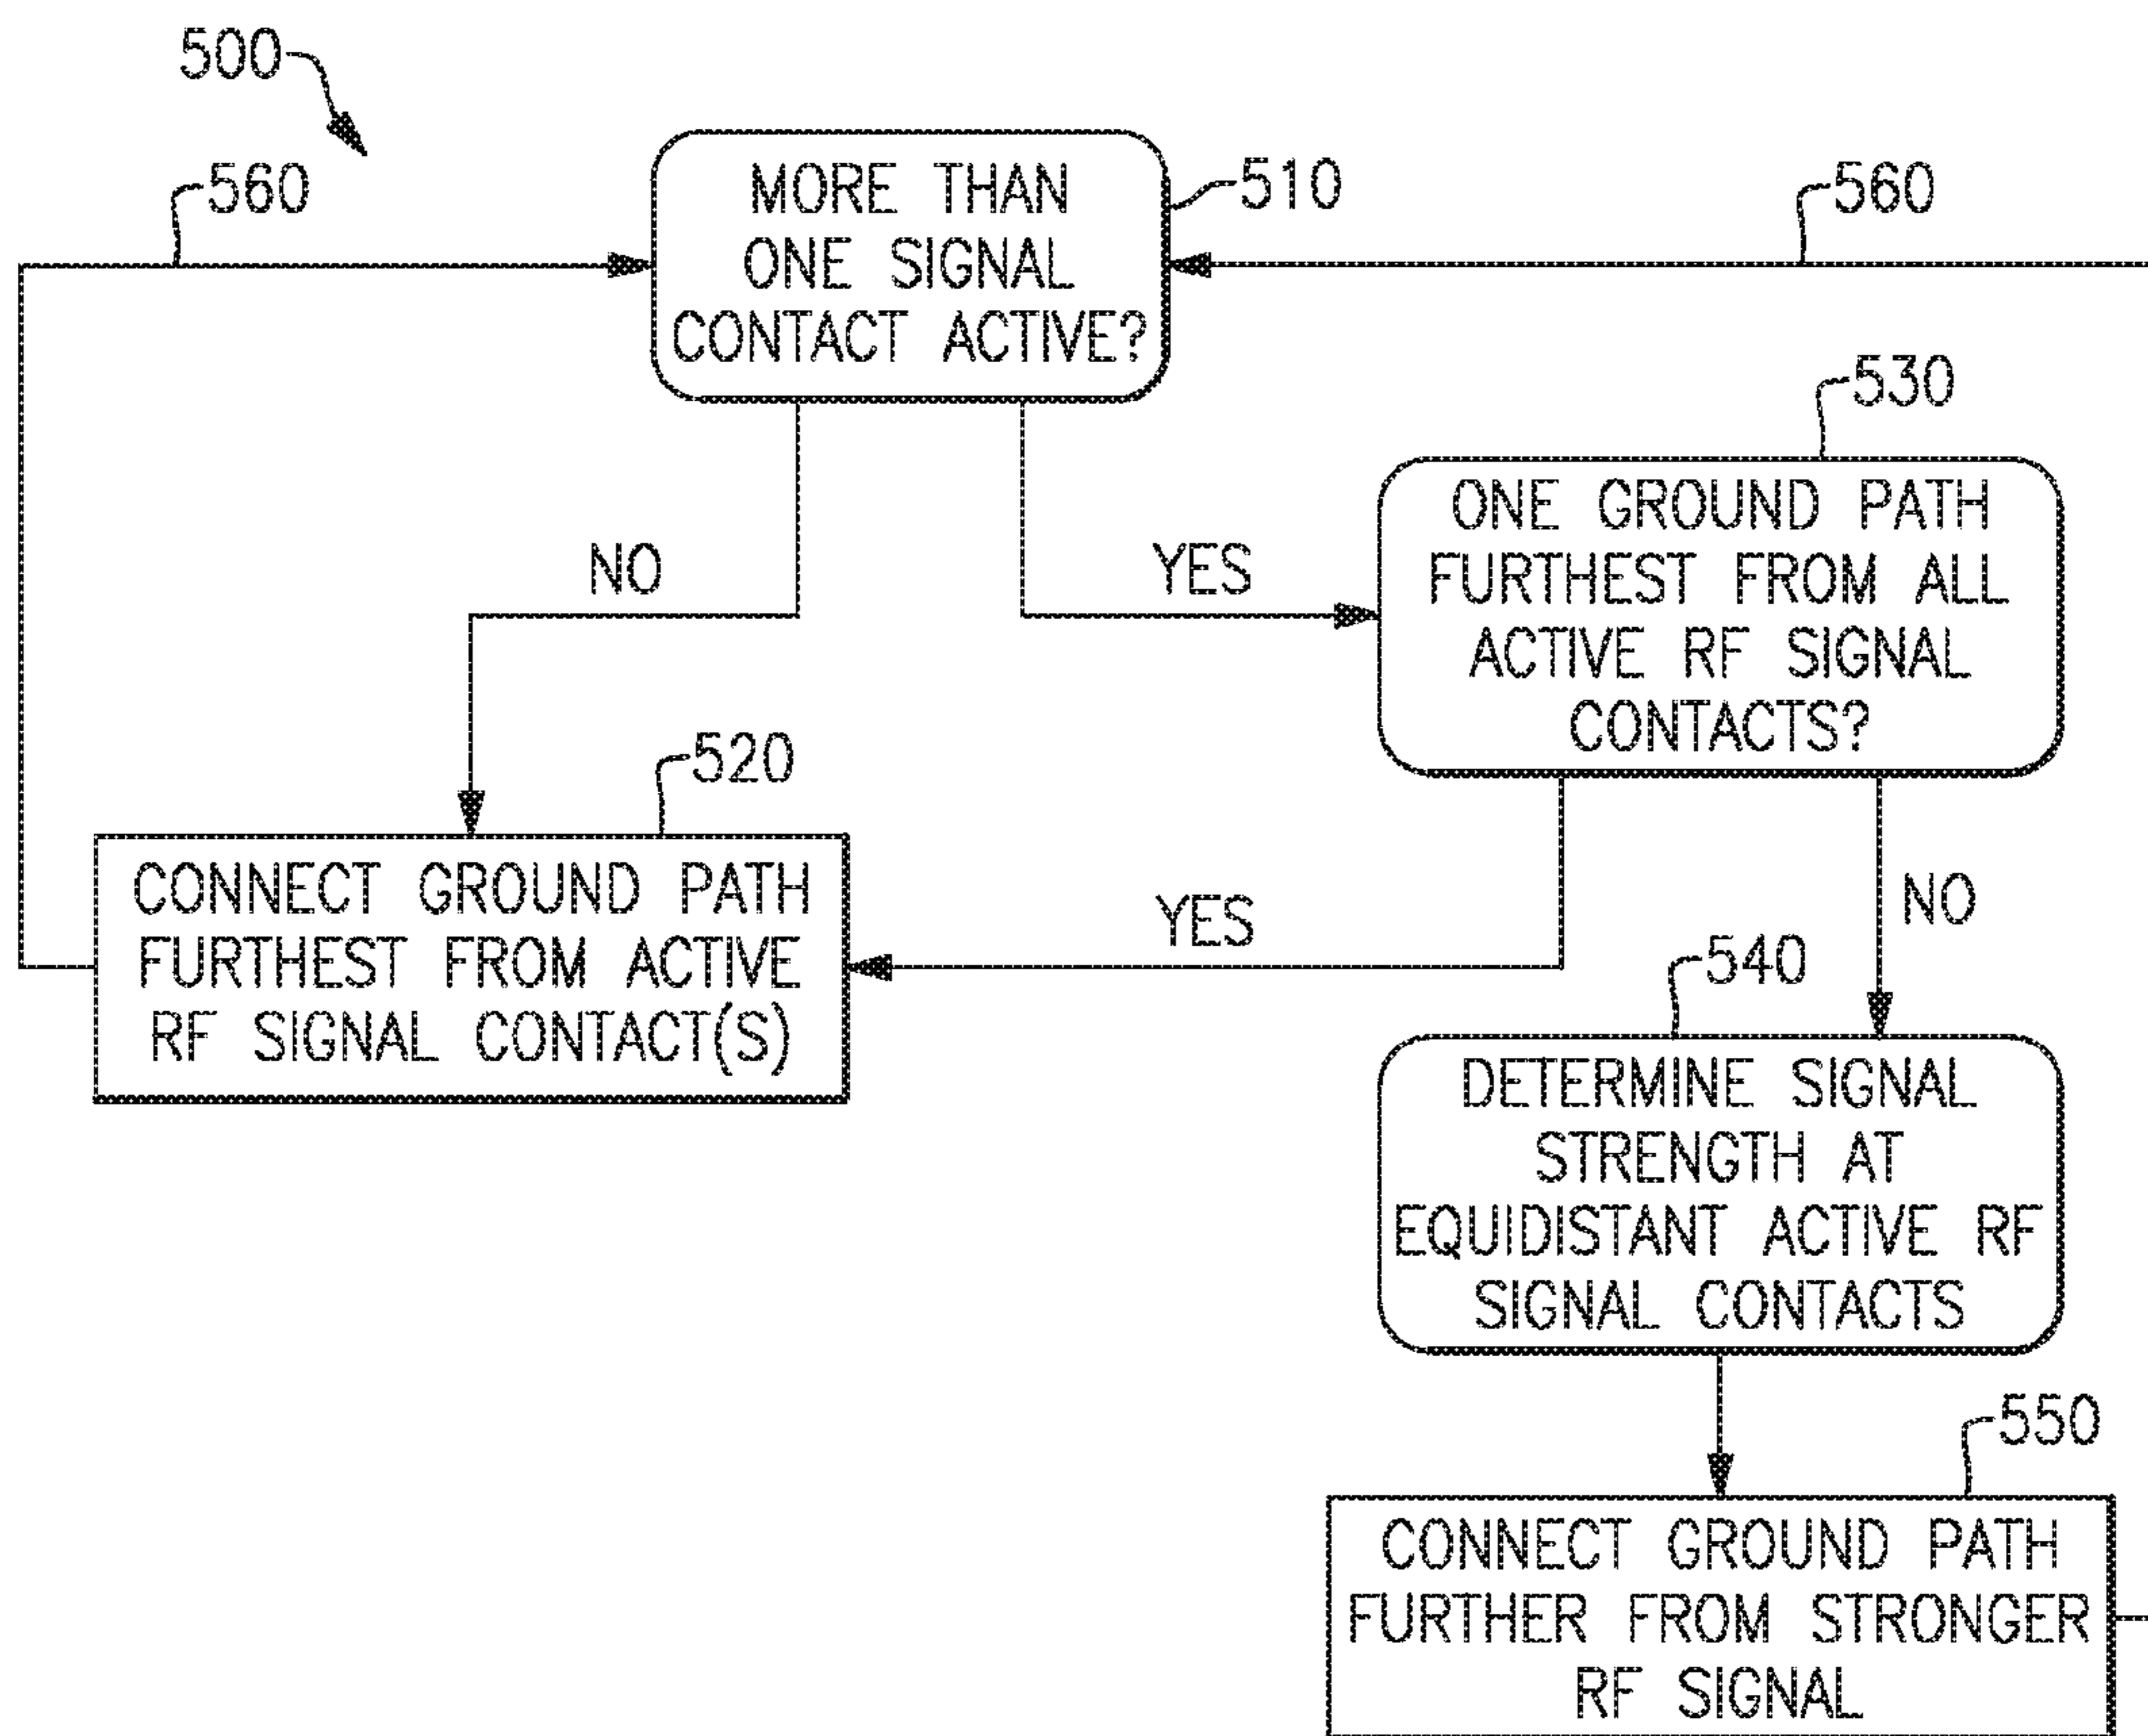 500
560
MORE THAN
ONE SIGNAL
CONTACT ACTIVE?
510
560
530
ONE GROUND PATH
FURTHEST FROM ALL
ACTIVE RF SIGNAL
CONTACTS?
NO
YES
520
CONNECT GROUND PATH
FURTHEST FROM ACTIVE
RF SIGNAL CONTACT(S)
YES
NO
540
DETERMINE SIGNAL
STRENGTH AT
EQUIDISTANT ACTIVE RF
SIGNAL CONTACTS
550
CONNECT GROUND PATH
FURTHER FROM STRONGER
RF SIGNAL